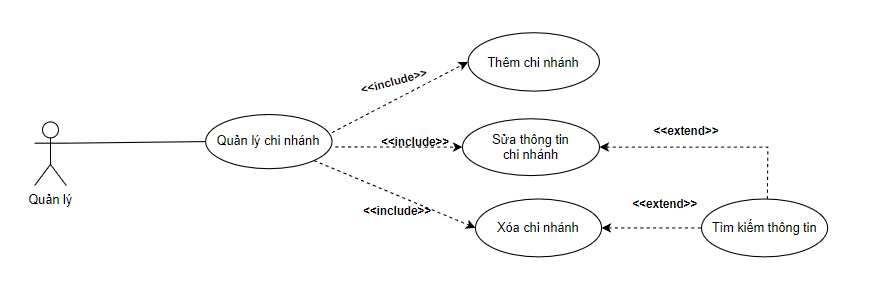 Thêm chi nhánh
<<include>>
Quản lý chi nhánh
<<include>>
Sửa thông tin
chi nhánh
<<extend>>
Quản lý
<<include>>
Xóa chi nhánh
<<extend>>
Tìm kiếm thông tin